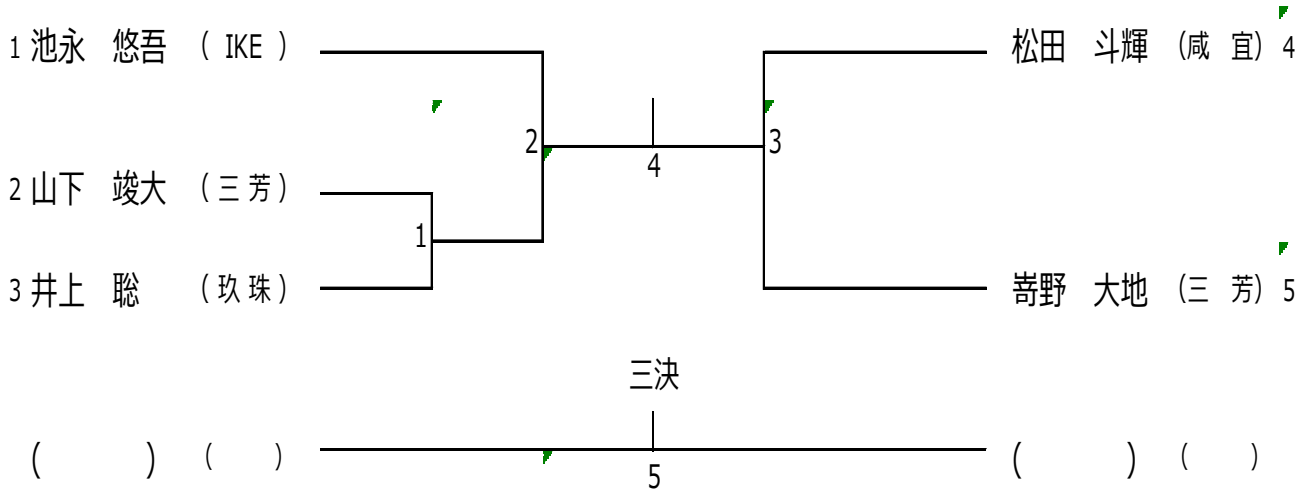 1 池永 悠吾 ( IKE ) 松田 斗輝 (咸 宜) 4
2 3
4
2 山下 竣大 (三芳)
1
3 井上 聡 (玖珠) 嵜野 大地 (三 芳) 5
三決
( ) ( ) ( ) ( )
5